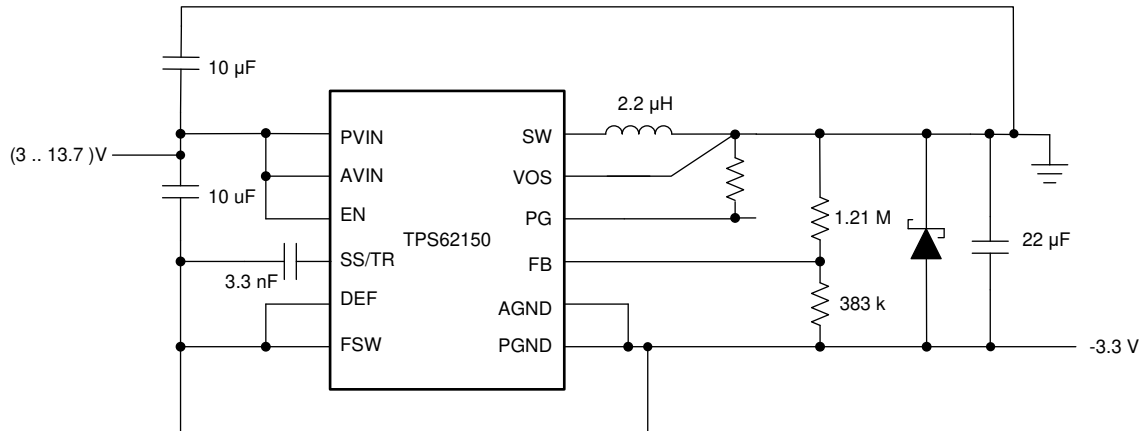 10 µF
2.2 µH
(3 .. 13.7 )V
10 uF
3.3 nF
PVIN
AVIN
EN
SS/TR
DEF
FSW
TPS62150
SW
VOS
PG
FB
AGND
PGND
1.21 M
383 k
22 µF
-3.3 V